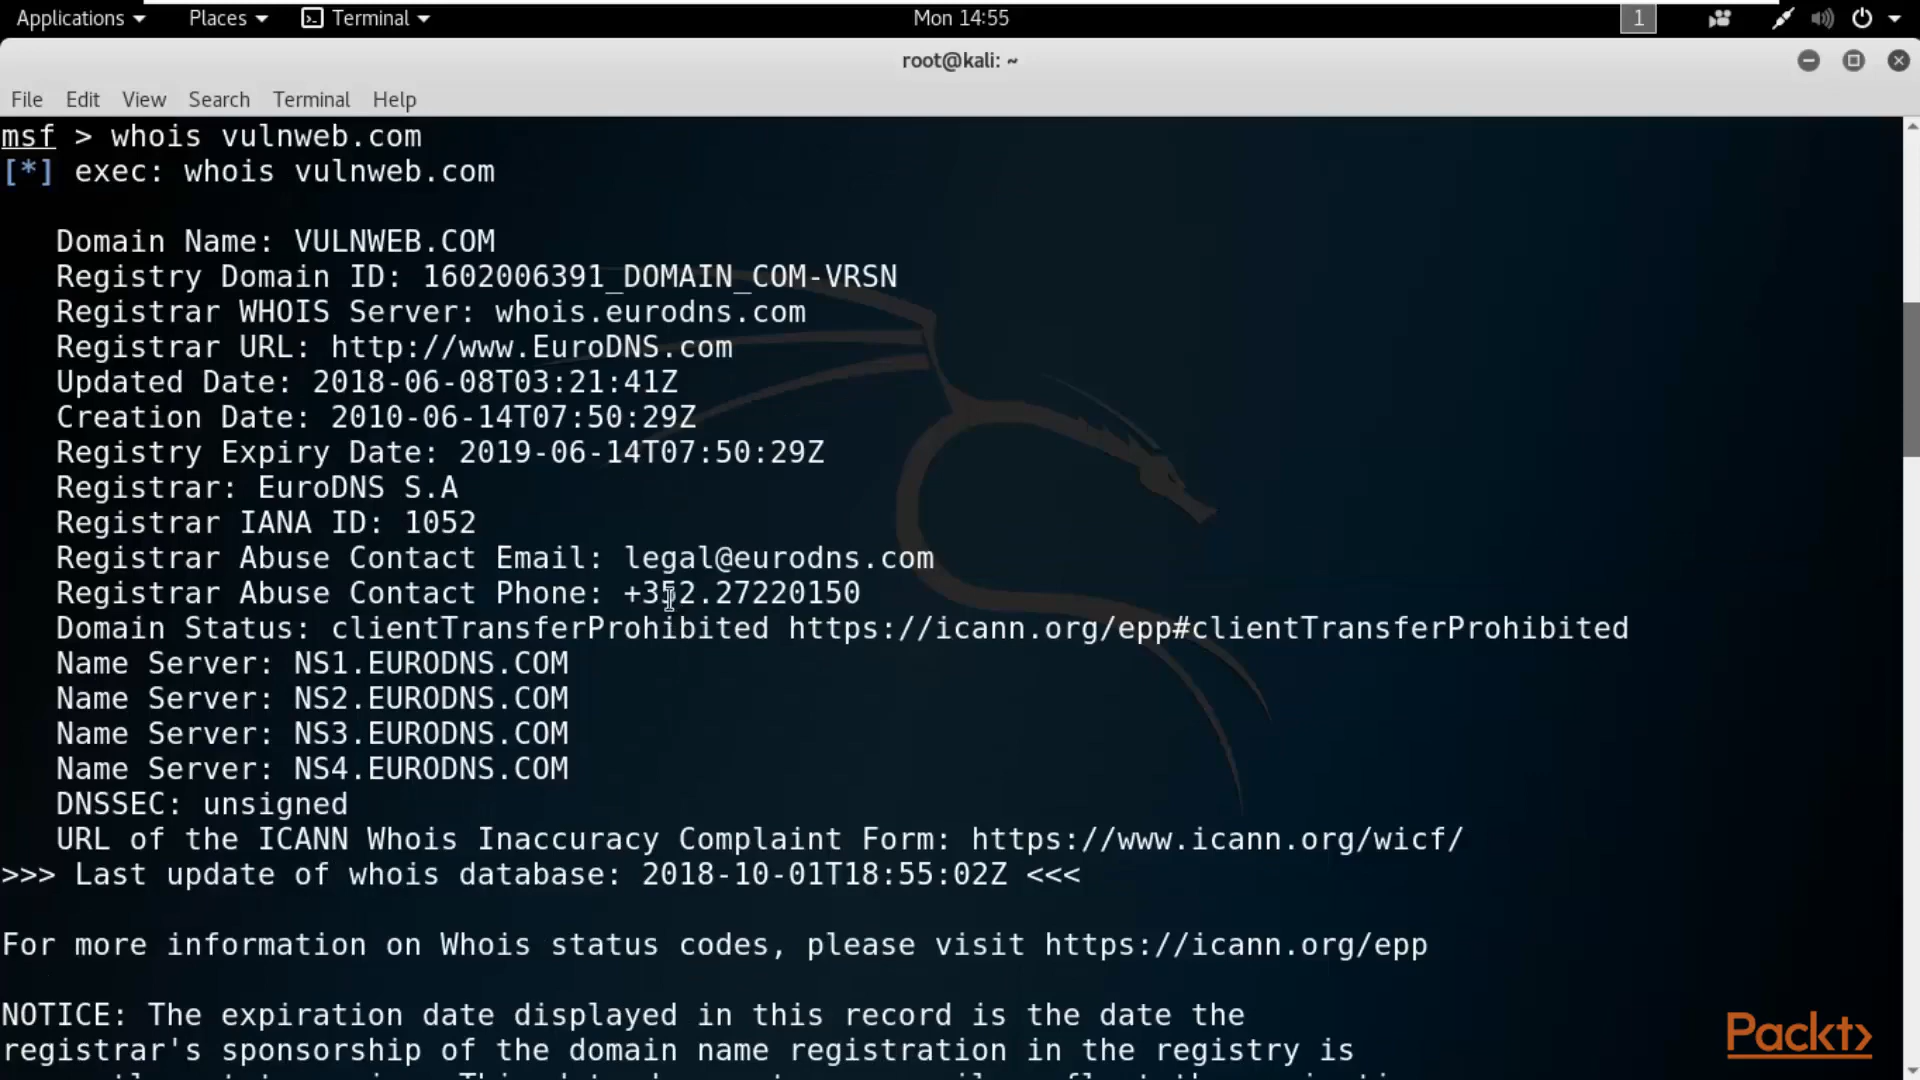 Applications Places Terminal Mon 14:55 1
root@kali: ~
File Edit View Search Terminal Help
msf > whois vulnweb.com
[*] exec: whois vulnweb.com
Domain Name: VULNWEB.COM
Registry Domain ID: 1602006391_DOMAIN_COM-VRSN
Registrar WHOIS Server: whois.eurodns.com
Registrar URL: http://www.EuroDNS.com
Updated Date: 2018-06-08T03:21:41Z
Creation Date: 2010-06-14T07:50:29Z
Registry Expiry Date: 2019-06-14T07:50:29Z
Registrar: EuroDNS S.A
Registrar IANA ID: 1052
Registrar Abuse Contact Email: legal@eurodns.com
Registrar Abuse Contact Phone: +352.27220150
Domain Status: clientTransferProhibited https://icann.org/epp#clientTransferProhibited
Name Server: NS1.EURODNS.COM
Name Server: NS2.EURODNS.COM
Name Server: NS3.EURODNS.COM
Name Server: NS4.EURODNS.COM
DNSSEC: unsigned
URL of the ICANN Whois Inaccuracy Complaint Form: https://www.icann.org/wicf/
>>> Last update of whois database: 2018-10-01T18:55:02Z <<<
For more information on Whois status codes, please visit https://icann.org/epp
NOTICE: The expiration date displayed in this record is the date the
registrar's sponsorship of the domain name registration in the registry is
Packt>